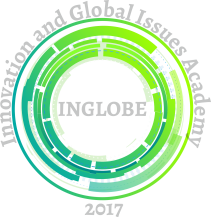 Innovation and Global Issues Academy
INGLOBE
2017